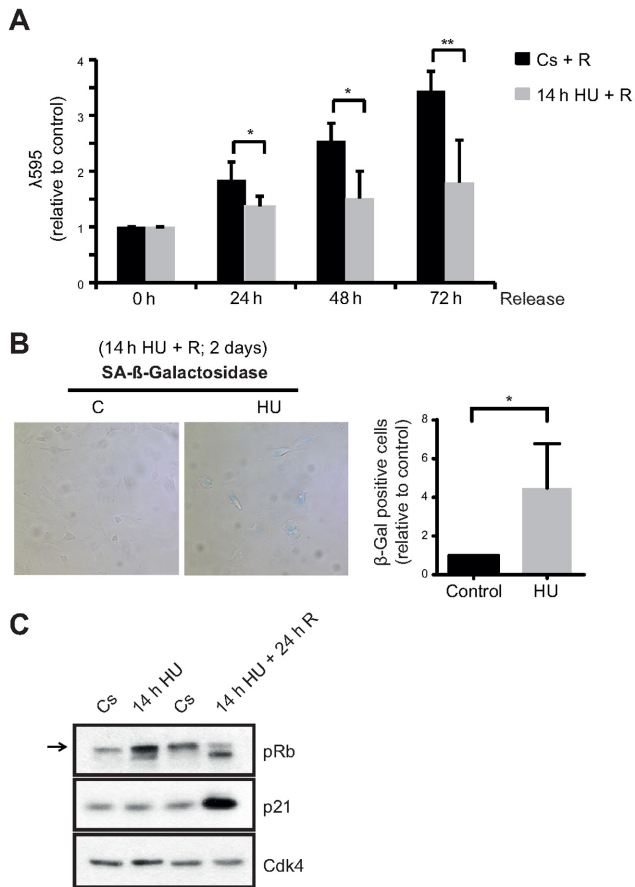 A
λ595
(relative to control)
4
3
2
1
0
*
*
**
Cs + R
14 h HU + R
0 h
24 h
48 h
72 h
Release
B
(14 h HU + R; 2 days)
SA-ß-Galactosidase
C
HU
β-Gal positive cells
(relative to control)
8
6
4
2
0
*
Control
HU
C
Cs
14 h HU
Cs
14 h HU + 24 h R
→
pRb
p21
Cdk4